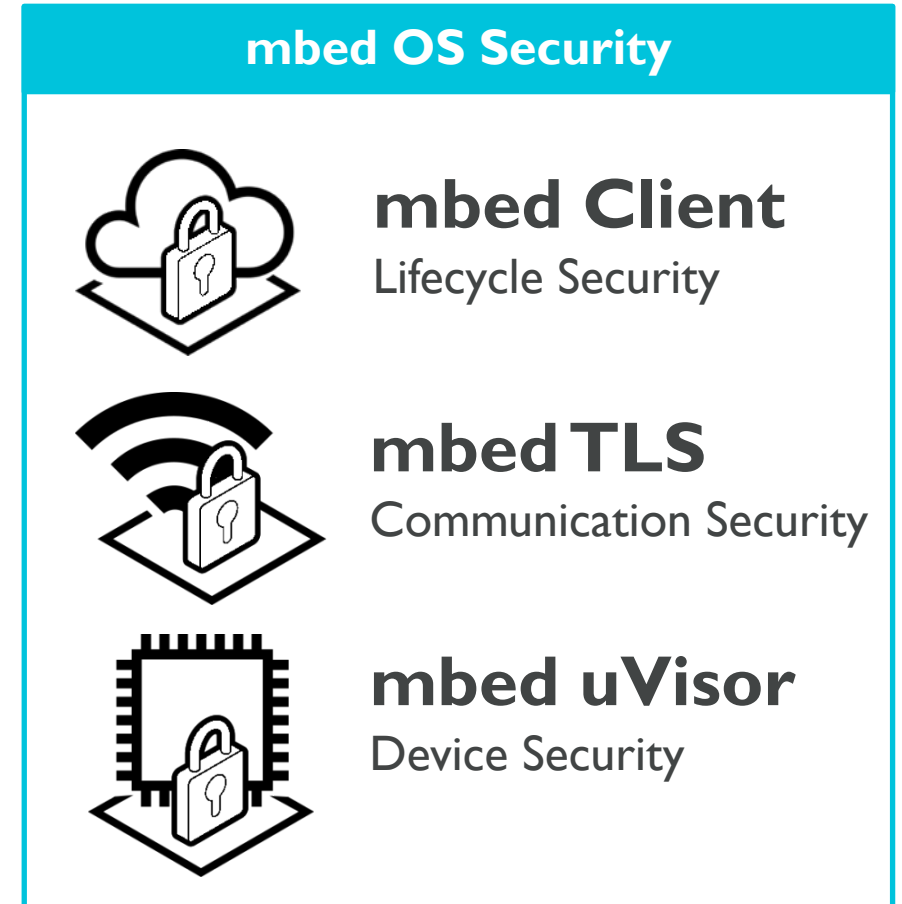 mbed OS Security
mbed Client
Lifecycle Security
mbed TLS
Communication Security
mbed uVisor
Device Security